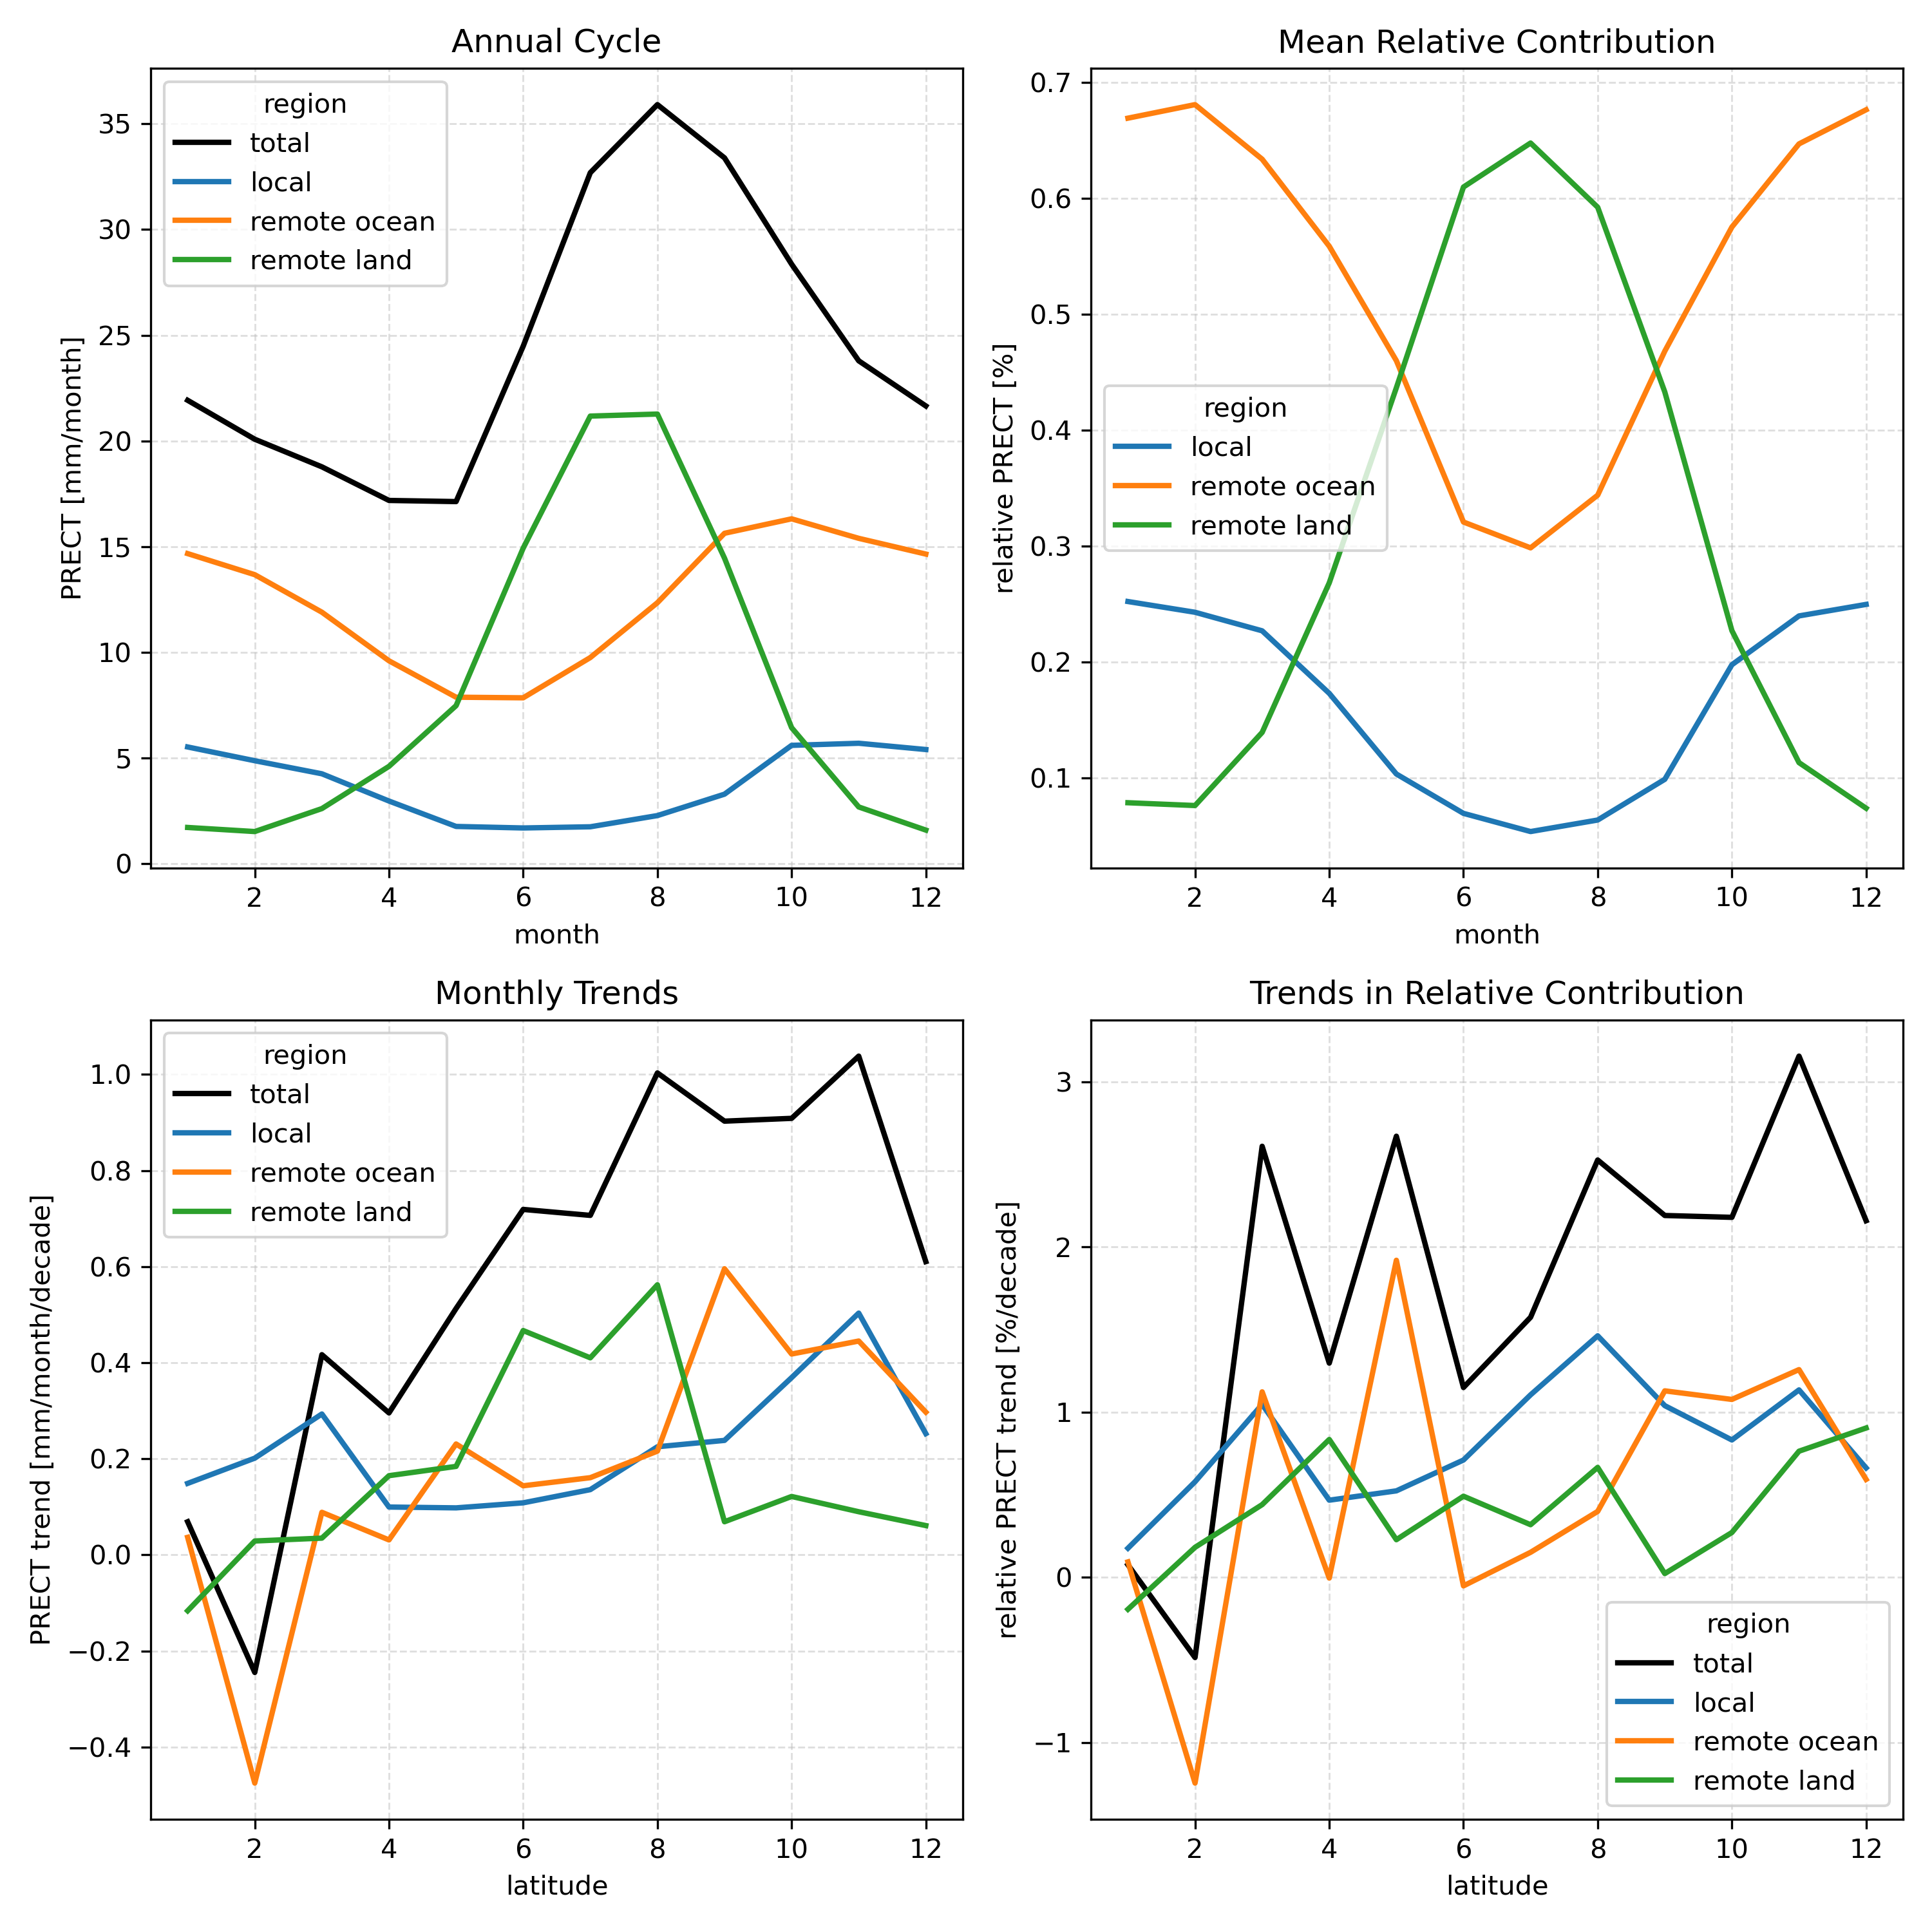 Annual Cycle
PRECT [mm/month]
35
30
25
20
15
10
5
0
region
total
local
remote ocean
remote land
2 4 6 8 10 12
month
Mean Relative Contribution
relative PRECT [%]
0.7
0.6
0.5
0.4
0.3
0.2
0.1
region
local
remote ocean
remote land
2 4 6 8 10 12
month
Monthly Trends
PRECT trend [mm/month/decade]
1.0
0.8
0.6
0.4
0.2
0.0
−0.2
−0.4
region
total
local
remote ocean
remote land
2 4 6 8 10 12
latitude
Trends in Relative Contribution
relative PRECT trend [%/decade]
3
2
1
0
−1
region
total
local
remote ocean
remote land
2 4 6 8 10 12
latitude